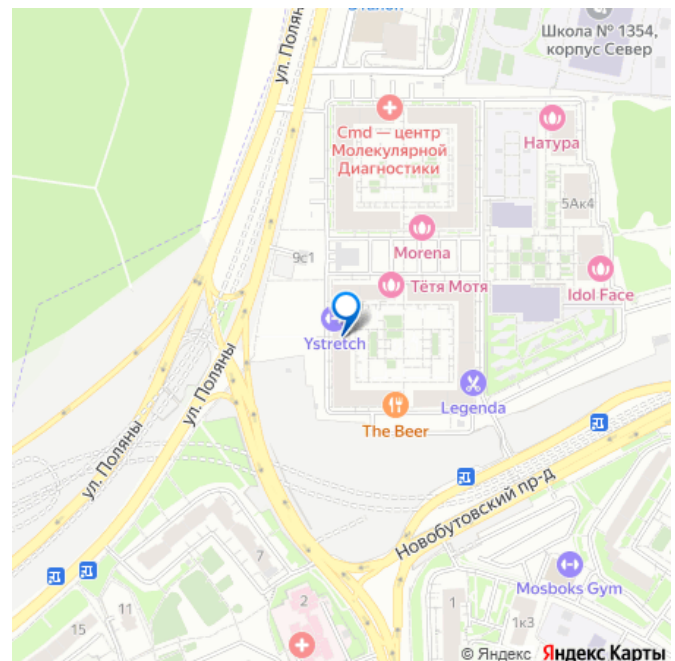 Школа № 1354,
корпус Север
ул. Поляны
Cmd — центр
Молекулярной
Диагностики
Натура
5Ак4
9с1
Morena
Тётя Мотя
Idol Face
Ystretch
ул. Поляны
Legenda
The Beer
ул. Поляны
Новобутовский пр-д
7
Mosboks Gym
11
2
1
15
1к3
© Яндекс Яндекс Карты